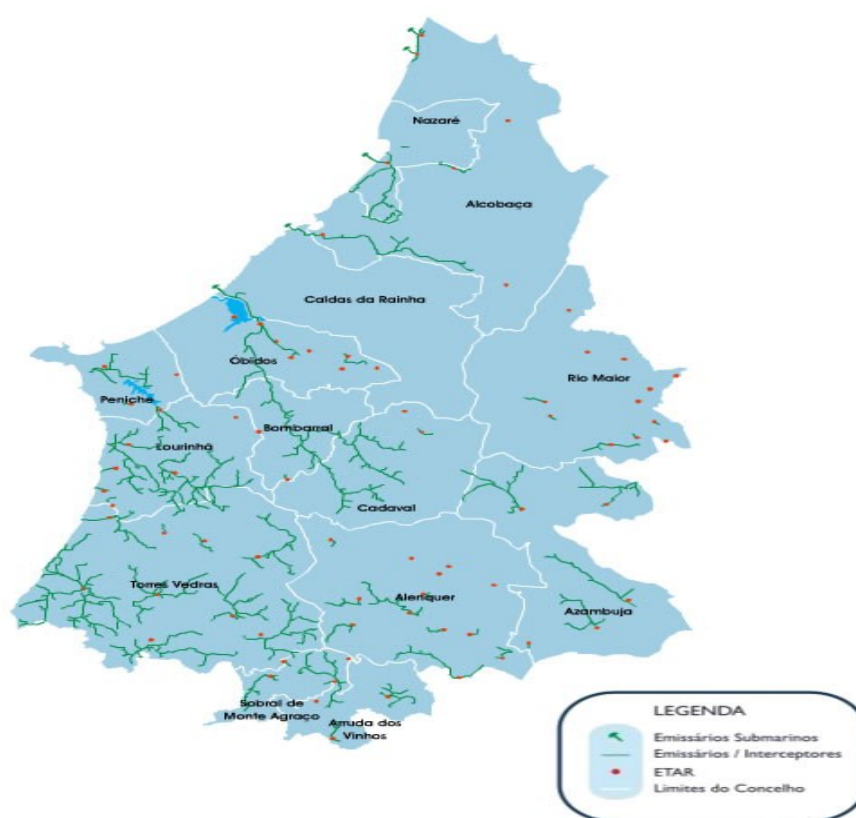 Nazaré
Alcobaça
Caldas da Rainha
Óbidos
Rio Maior
Peniche
Bombarral
Lourinhã
Cadaval
Torres Vedras
Alenquer
Azambuja
Sobral de
Monte Agraço
Arruda dos
Vinhos
LEGENDA
Emissários Submarinos
Emissários / Interceptores
ETAR
Limites do Concelho